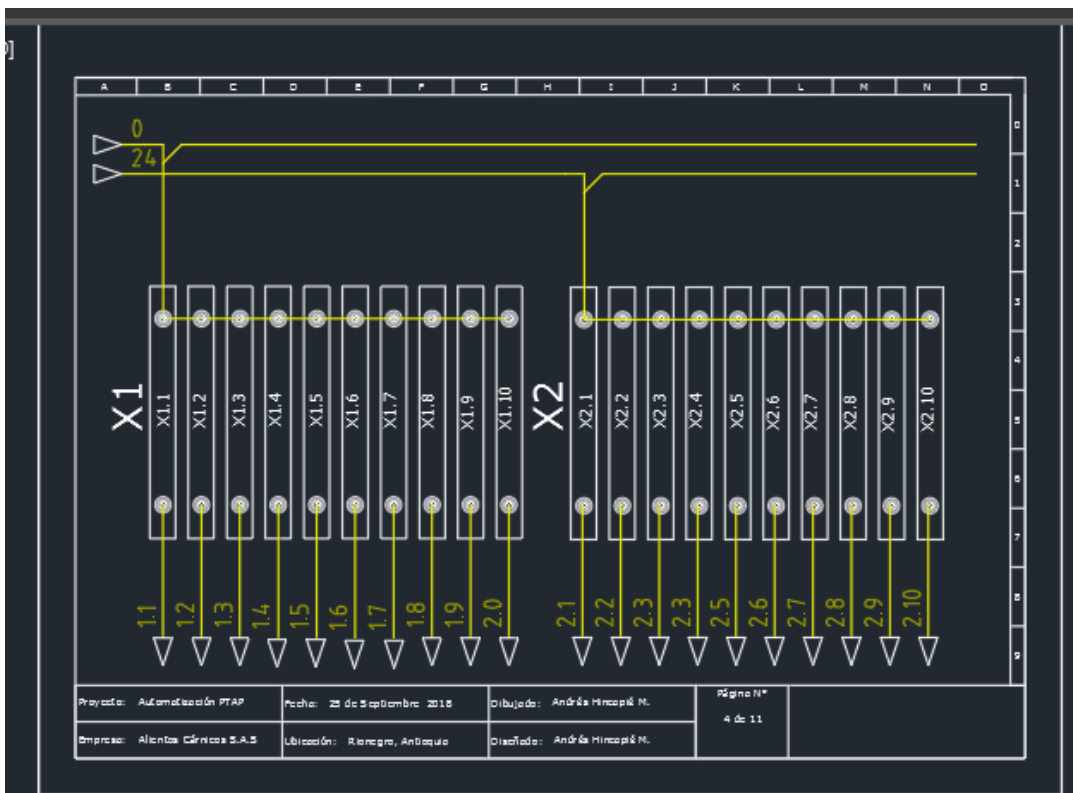 A B C D E F G H I J K L M N O
0
24
0
1
2
3
4
5
6
7
8
9
X1
X1.1 X1.2 X1.3 X1.4 X1.5 X1.6 X1.7 X1.8 X1.9 X1.10
X2
X2.1 X2.2 X2.3 X2.4 X2.5 X2.6 X2.7 X2.8 X2.9 X2.10
1.1 1.2 1.3 1.4 1.5 1.6 1.7 1.8 1.9 2.0
2.1 2.2 2.3 2.3 2.5 2.6 2.7 2.8 2.9 2.10
Proyecto: Automatización PTAP
Fecha: 25 de Septiembre 2018
Dibujado: Andrés Hincapié M.
Página N°
4 de 11
Empresa: Alientos Cárnicos S.A.S
Ubicación: Rionegro, Antioquia
Diseñado: Andrés Hincapié M.